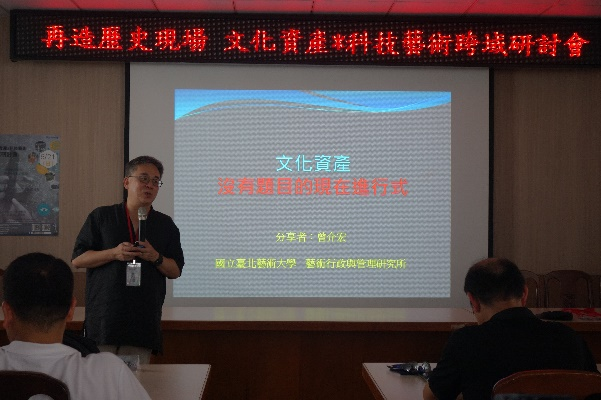 再造歷史現場 文化資產x科技藝術跨域研討會
文化資產
沒有題目的現在進行式
分享者：曾介宏
國立臺北藝術大學 藝術行政與管理研究所